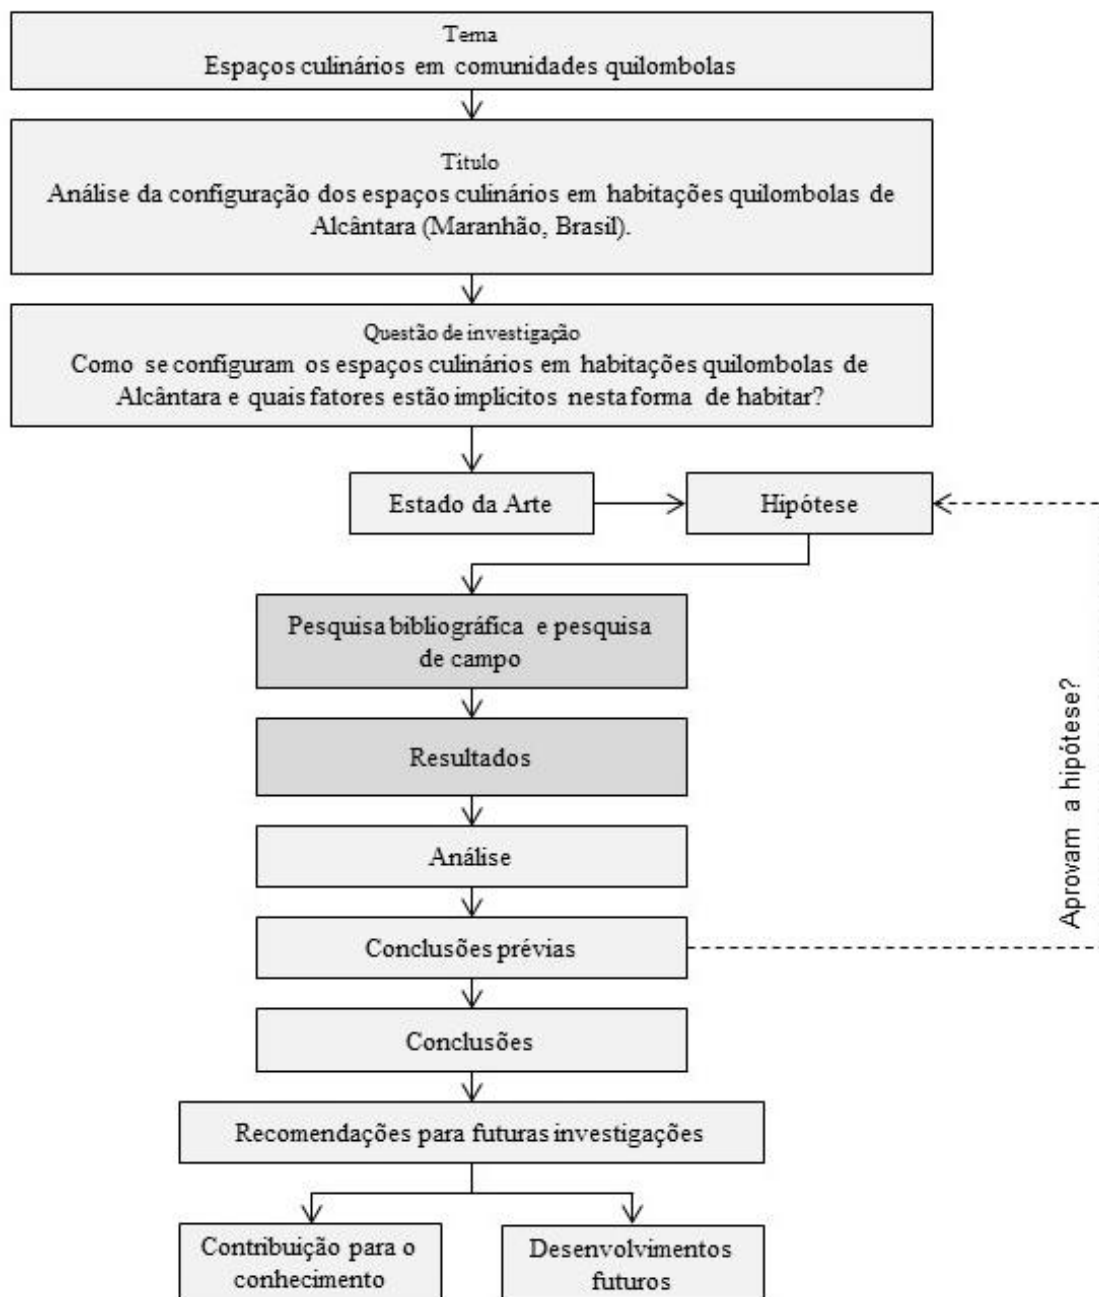 Tema
Espaços culinários em comunidades quilombolas
Titulo
Análise da configuração dos espaços culinários em habitações quilombolas de
Alcântara (Maranhão, Brasil).
Questão de investigação
Como se configuram os espaços culinários em habitações quilombolas de
Alcântara e quais fatores estão implícitos nesta forma de habitar?
Estado da Arte
Hipótese
Pesquisa bibliográfica e pesquisa
de campo
Resultados
Análise
Conclusões prévias
Aprovam a hipótese?
Conclusões
Recomendações para futuras investigações
Contribuição para o
conhecimento
Desenvolvimentos
futuros